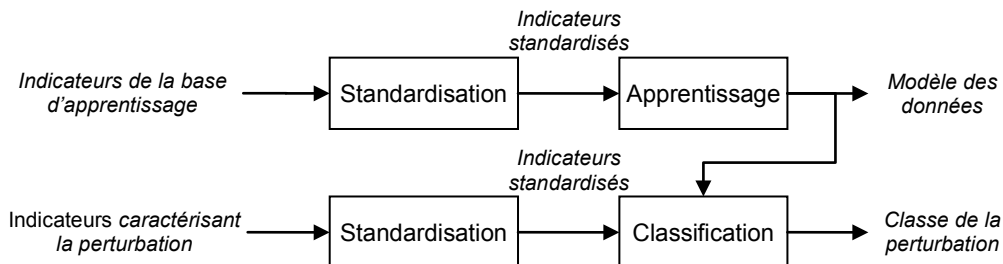 Indicateurs
standardisés
Indicateurs de la base
d'apprentissage
Standardisation
Apprentissage
Modèle des
données
Indicateurs
standardisés
Indicateurs caractérisant
la perturbation
Standardisation
Classification
Classe de la
perturbation